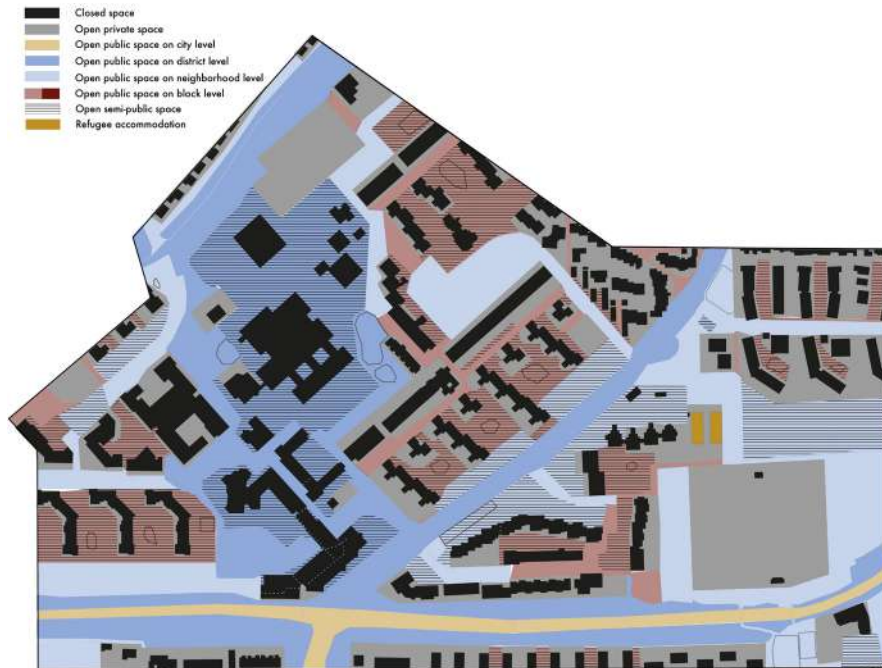 Closed space
Open private space
Open public space on city level
Open public space on district level
Open public space on neighborhood level
Open public space on block level
Open semi-public space
Refugee accommodation